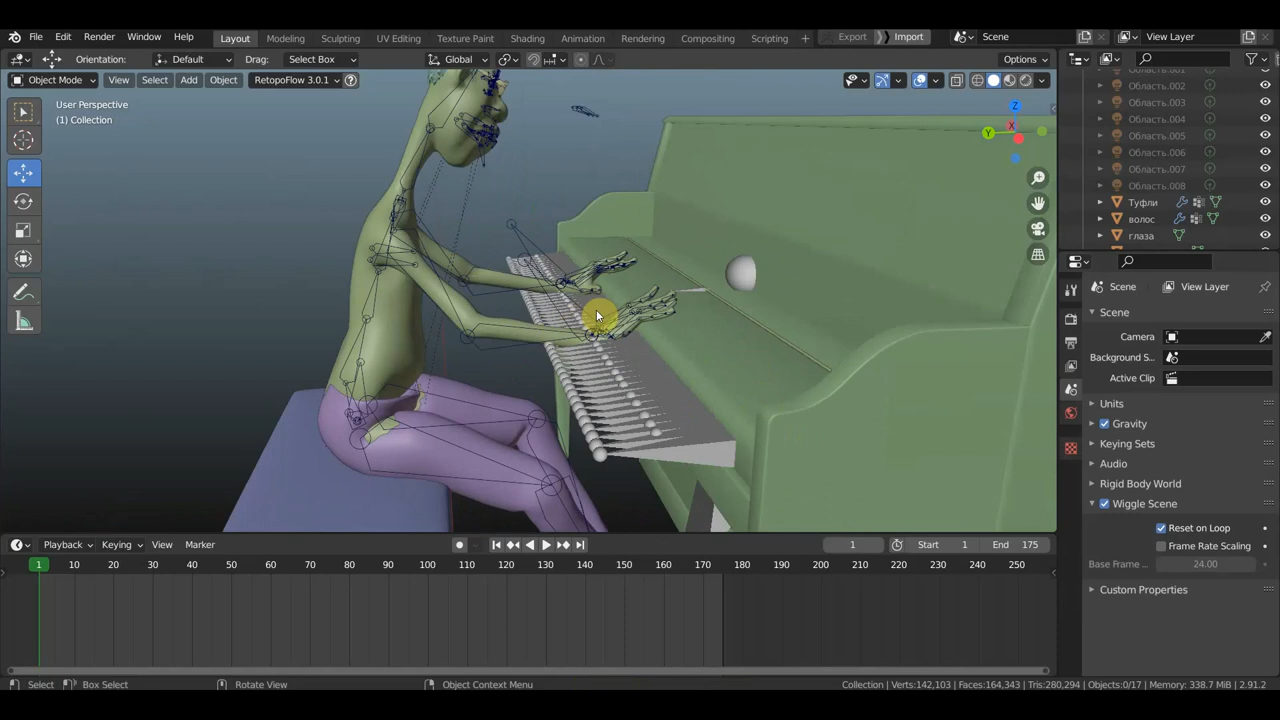 File Edit Render Window Help Layout Modeling Sculpting UV Editing Texture Paint Shading Animation Rendering Compositing Scripting + Export Import Scene View Layer
Orientation: Default Drag: Select Box Global Options
Object Mode View Select Add Object RetopoFlow 3.0.1
User Perspective
(1) Collection
Z
X
Y
Область.001
Область.002
Область.003
Область.004
Область.005
Область.006
Область.007
Область.008
Туфли
волос
глаза
Scene View Layer
Scene
Camera
Background S...
Active Clip
Units
Gravity
Keying Sets
Audio
Rigid Body World
Wiggle Scene
Reset on Loop
Frame Rate Scaling
Base Frame ... 24.00
Custom Properties
Playback Keying View Marker 1 Start 1 End 175
1 10 20 30 40 50 60 70 80 90 100 110 120 130 140 150 160 170 180 190 200 210 220 230 240 250
Select Box Select Rotate View Object Context Menu Collection | Verts:142,103 | Faces:164,343 | Tris:280,294 | Objects:0/17 | Memory: 338.7 MiB | 2.91.2